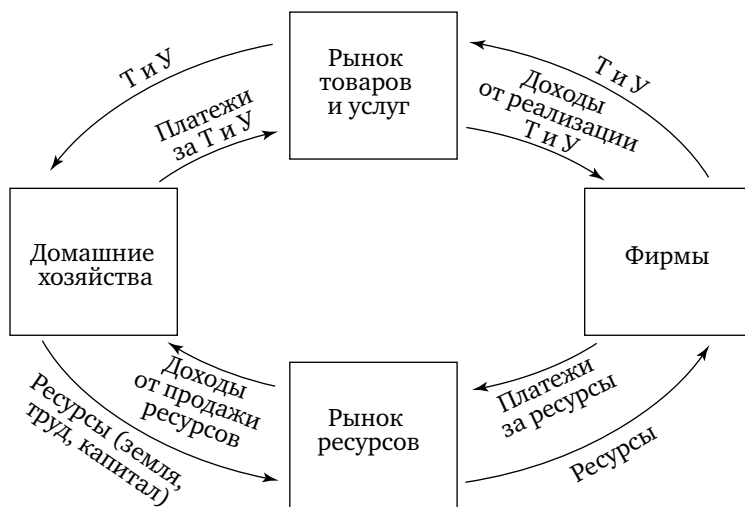 Рынок
товаров
и услуг
Т и У
Платежи
за Т и У
Т и У
Доходы
от реализации
Т и У
Домашние
хозяйства
Фирмы
Доходы
от продажи
ресурсов
Ресурсы (земля,
труд, капитал)
Рынок
ресурсов
Платежи
за ресурсы
Ресурсы